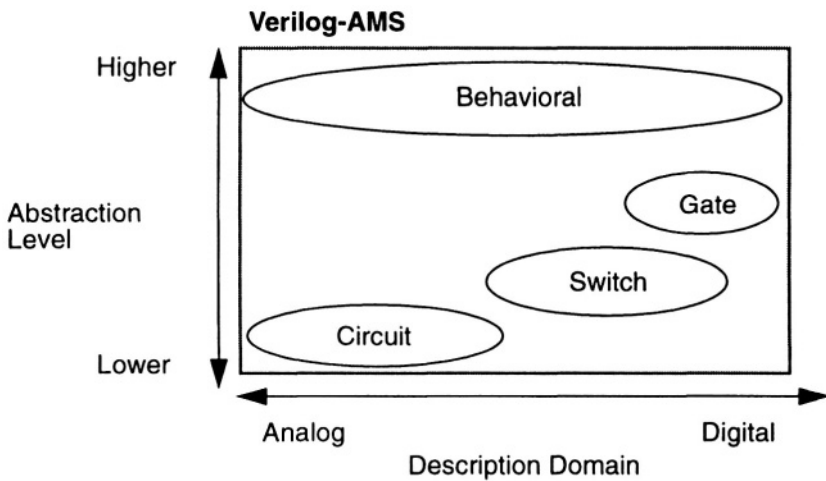 Verilog-AMS
Higher
Behavioral
Gate
Abstraction
Level
Switch
Circuit
Lower
Analog
Digital
Description Domain